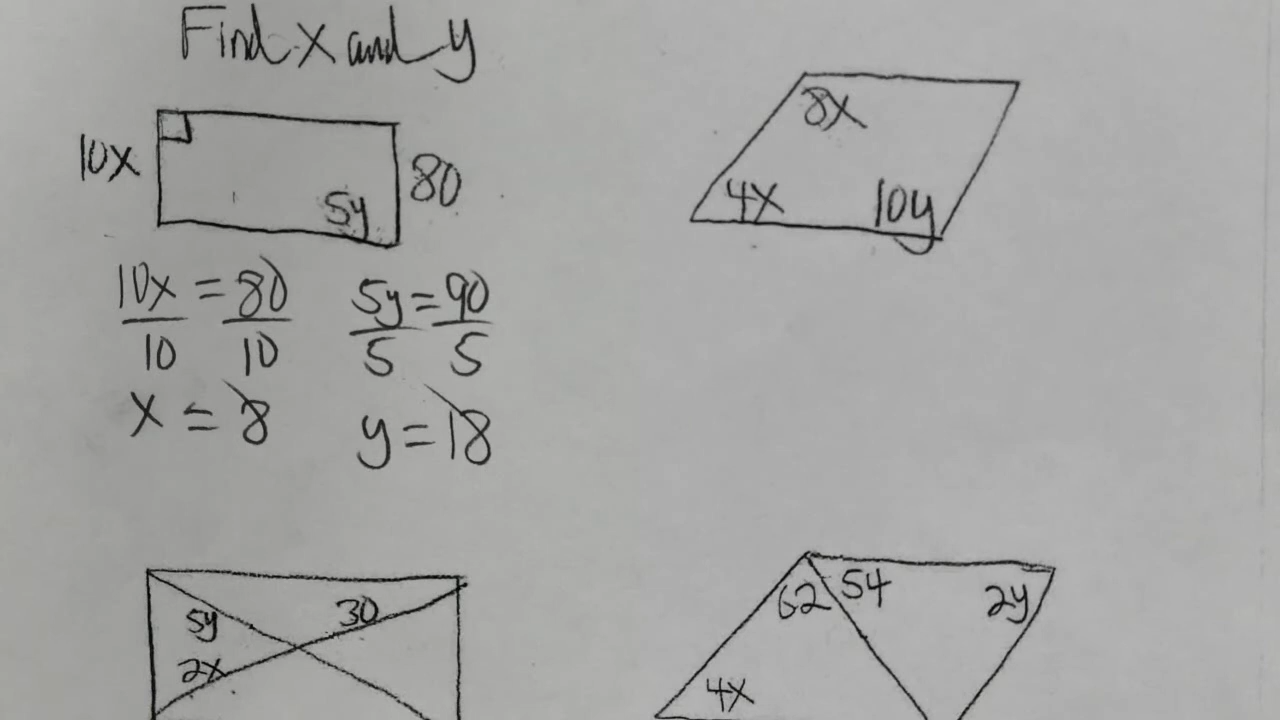 Find x and y
10x
5y
80
10x = 80
10 10
x = 8
5y = 90
5 5
y = 18
8x
4x
10y
5y
30
2x
62
54
2y
4x